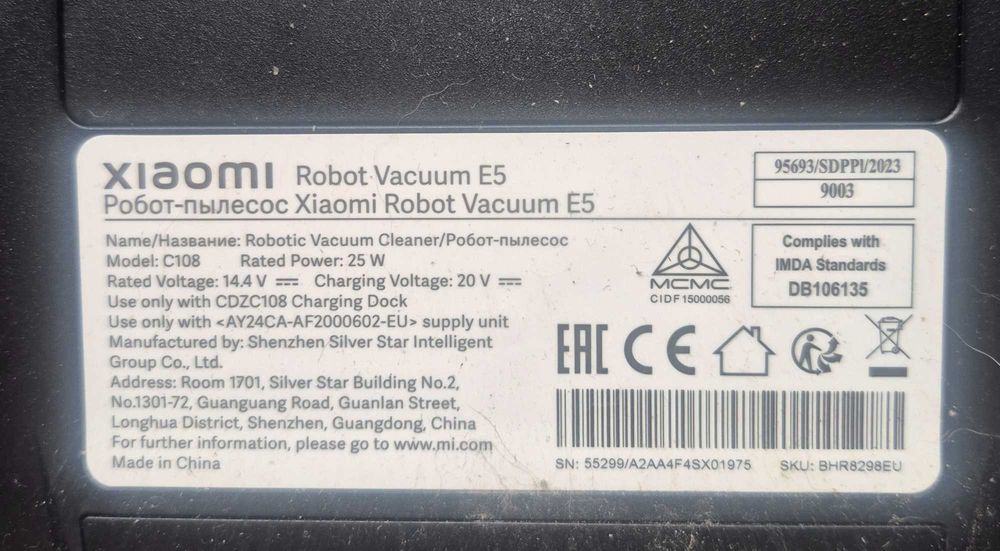 xiaomi Robot Vacuum E5
Робот-пылесос Xiaomi Robot Vacuum E5
95693/SDPPI/2023
9003
Name/Название: Robotic Vacuum Cleaner/Робот-пылесос
Model: C108 Rated Power: 25 W
Rated Voltage: 14.4 V ⎓ Charging Voltage: 20 V ⎓
Use only with CDZC108 Charging Dock
Use only with <AY24CA-AF2000602-EU> supply unit
Manufactured by: Shenzhen Silver Star Intelligent
Group Co., Ltd.
Address: Room 1701, Silver Star Building No.2,
No.1301-72, Guanguang Road, Guanlan Street,
Longhua District, Shenzhen, Guangdong, China
For further information, please go to www.mi.com
Made in China
MCMC
CIDF15000056
Complies with
IMDA Standards
DB106135
EAC CE
SN: 55299/A2AA4F4SX01975 SKU: BHR8298EU